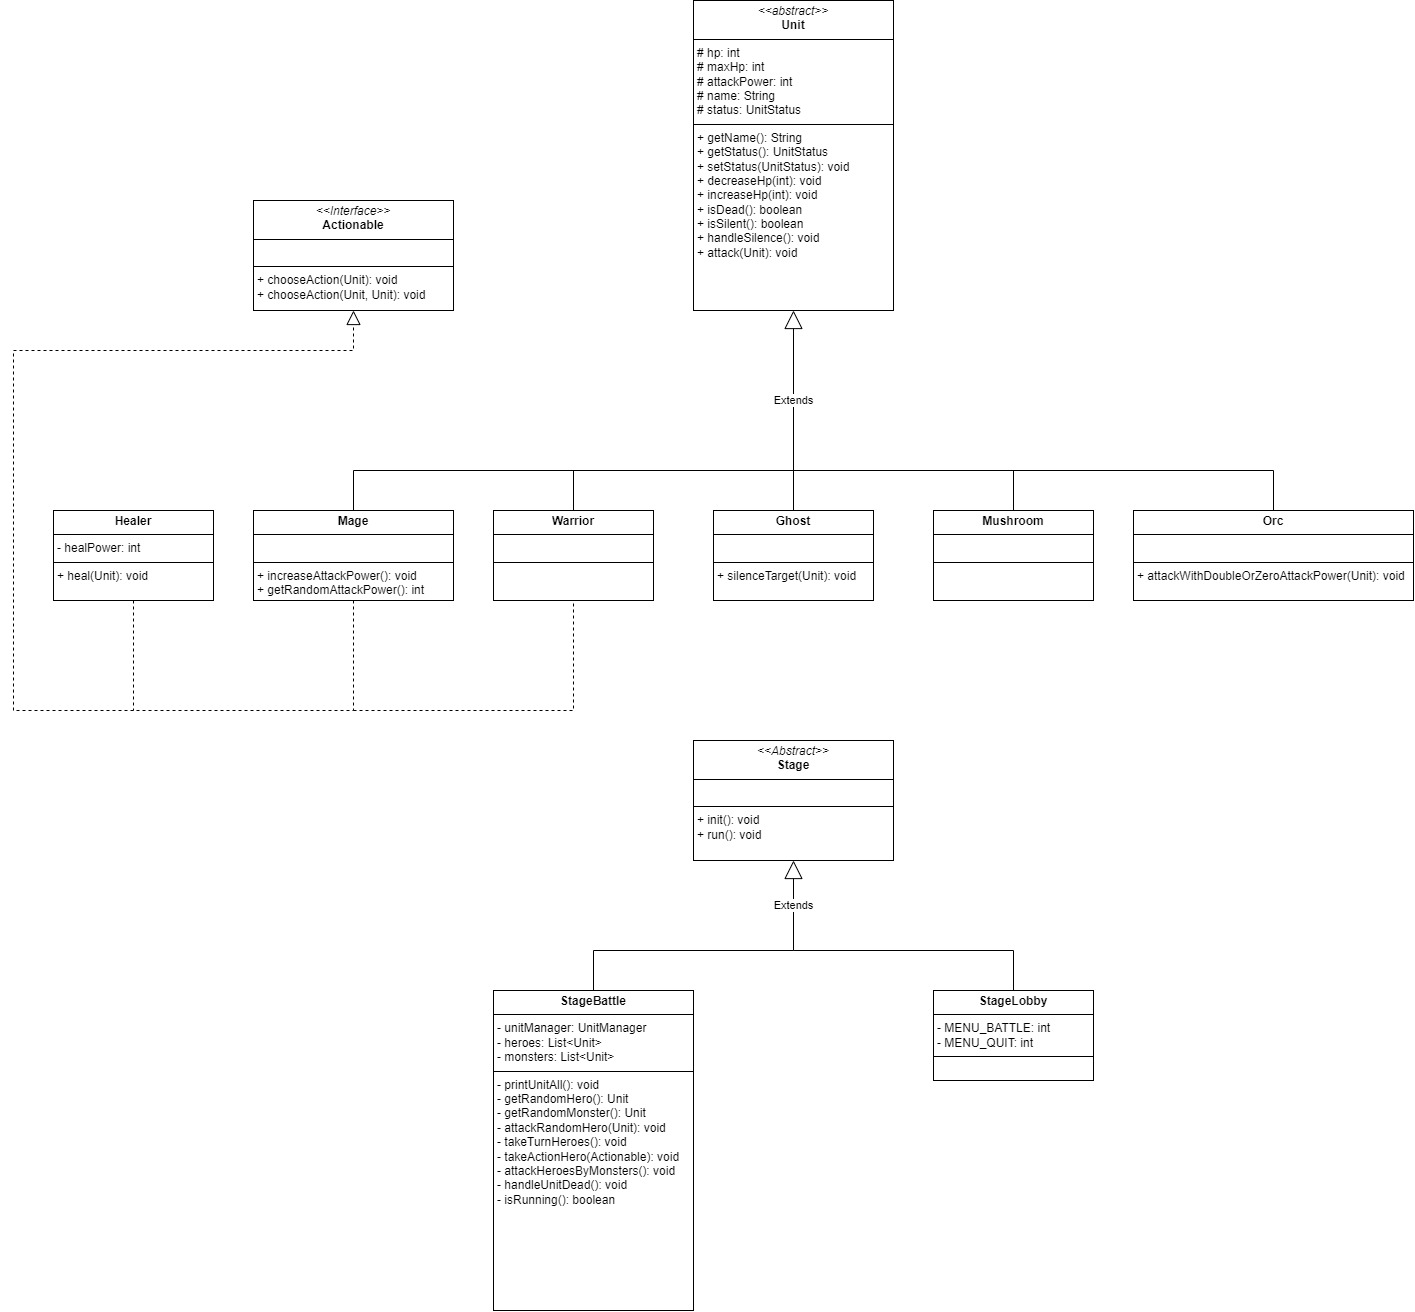 <<abstract>>
Unit
# hp: int
# maxHp: int
# attackPower: int
# name: String
# status: UnitStatus
+ getName(): String
+ getStatus(): UnitStatus
+ setStatus(UnitStatus): void
+ decreaseHp(int): void
+ increaseHp(int): void
+ isDead(): boolean
+ isSilent(): boolean
+ handleSilence(): void
+ attack(Unit): void
<<Interface>>
Actionable
+ chooseAction(Unit): void
+ chooseAction(Unit, Unit): void
Extends
Healer
- healPower: int
+ heal(Unit): void
Mage
+ increaseAttackPower(): void
+ getRandomAttackPower(): int
Warrior
Ghost
+ silenceTarget(Unit): void
Mushroom
Orc
+ attackWithDoubleOrZeroAttackPower(Unit): void
<<Abstract>>
Stage
+ init(): void
+ run(): void
Extends
StageBattle
- unitManager: UnitManager
- heroes: List<Unit>
- monsters: List<Unit>
- printUnitAll(): void
- getRandomHero(): Unit
- getRandomMonster(): Unit
- attackRandomHero(Unit): void
- takeTurnHeroes(): void
- takeActionHero(Actionable): void
- attackHeroesByMonsters(): void
- handleUnitDead(): void
- isRunning(): boolean
StageLobby
- MENU_BATTLE: int
- MENU_QUIT: int